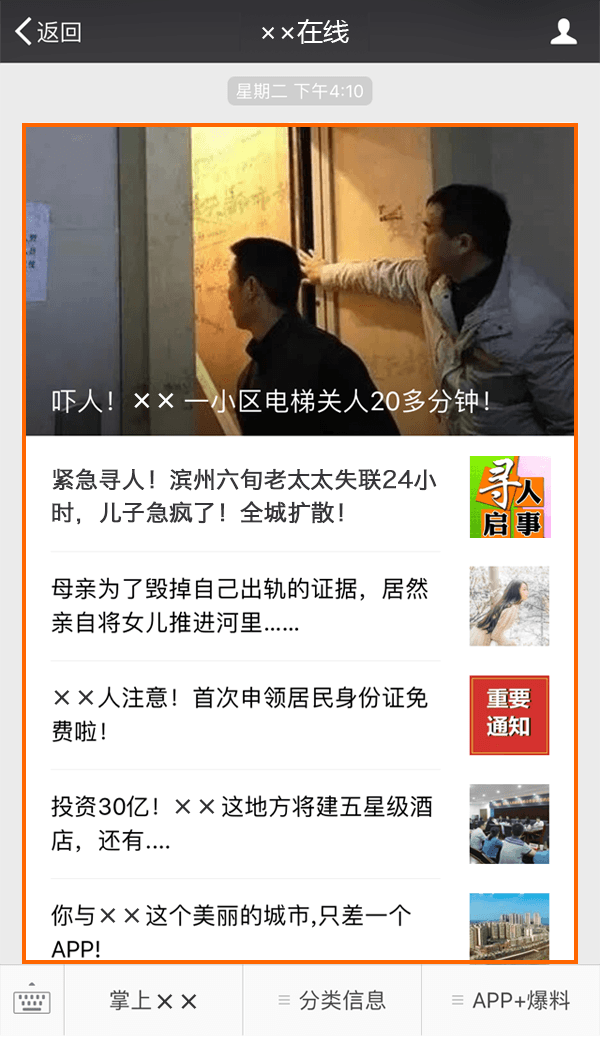 返回
××在线
星期二 下午4:10
吓人！×× 一小区电梯关人20多分钟！
紧急寻人！滨州六旬老太太失联24小
时，儿子急疯了！全城扩散！
寻
人
启事
母亲为了毁掉自己出轨的证据，居然
亲自将女儿推进河里......
××人注意！首次申领居民身份证免
费啦！
重要
通知
投资30亿！××这地方将建五星级酒
店，还有....
你与××这个美丽的城市,只差一个
APP!
掌上××
分类信息
APP+爆料